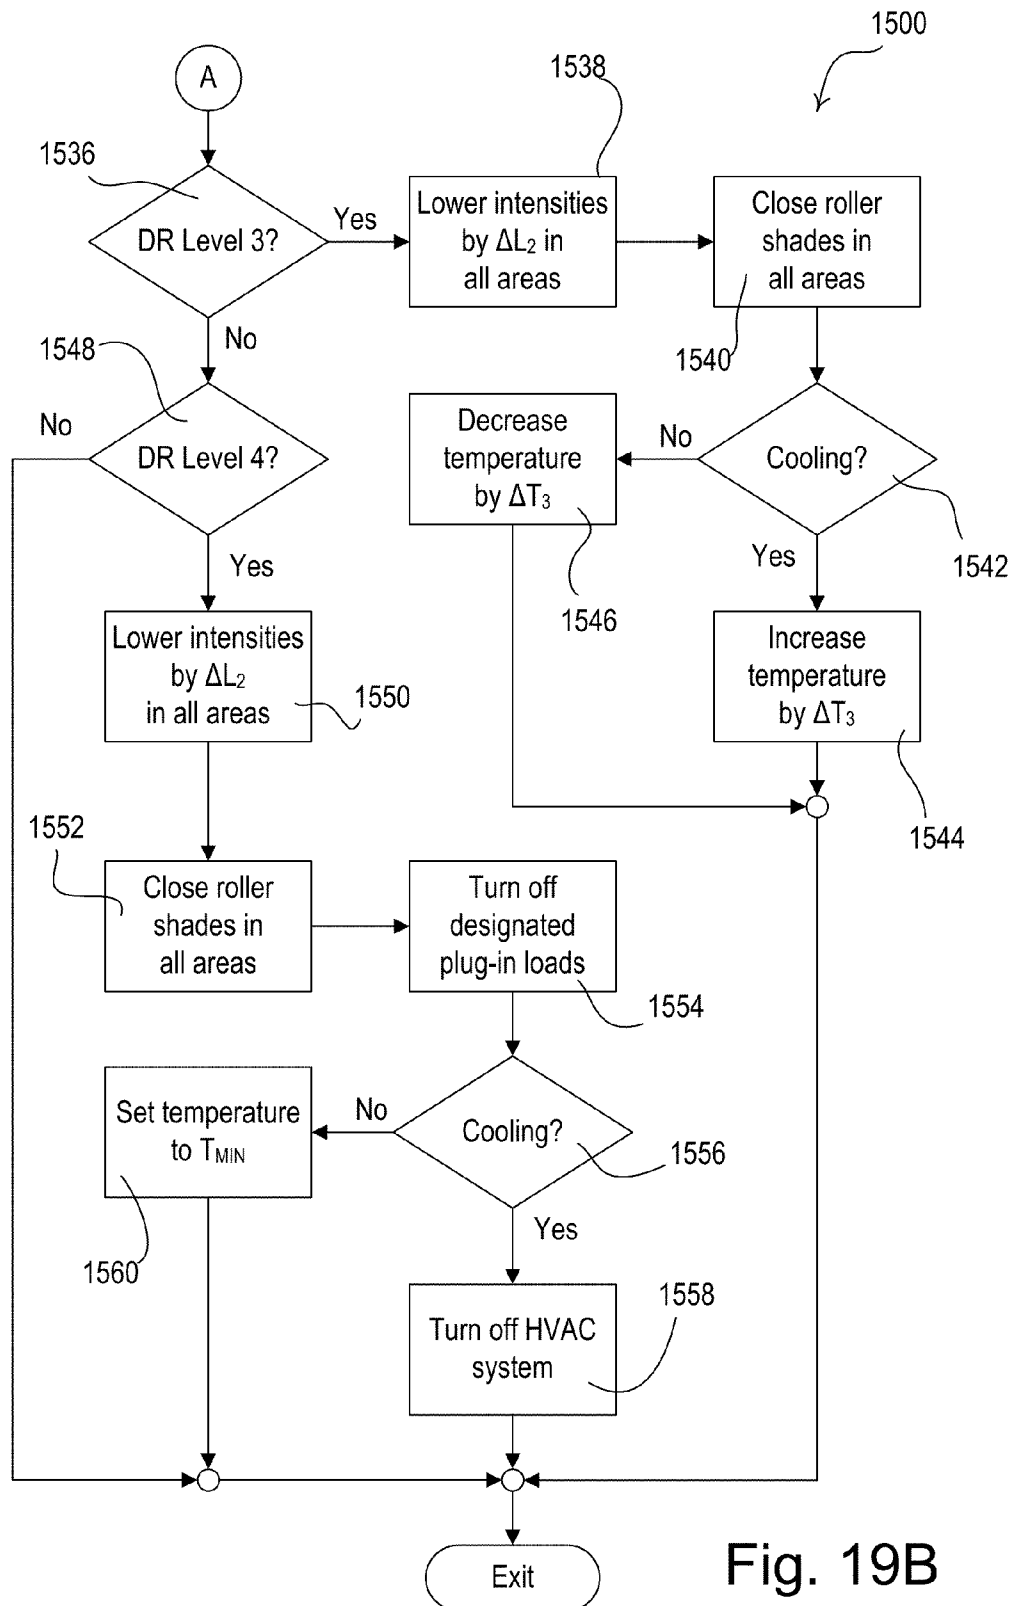 1500
A
1538
1536
Yes
Lower intensities
by ΔL2 in
all areas
Close roller
shades in
all areas
DR Level 3?
1540
No
1548
No
DR Level 4?
Decrease
temperature
by ΔT3
No
Cooling?
1542
Yes
Yes
1546
Lower intensities
by ΔL2
in all areas
1550
Increase
temperature
by ΔT3
1544
1552
Close roller
shades in
all areas
Turn off
designated
plug-in loads
1554
Set temperature
to TMIN
No
Cooling?
1556
Yes
1560
Turn off HVAC
system
1558
Exit
Fig. 19B